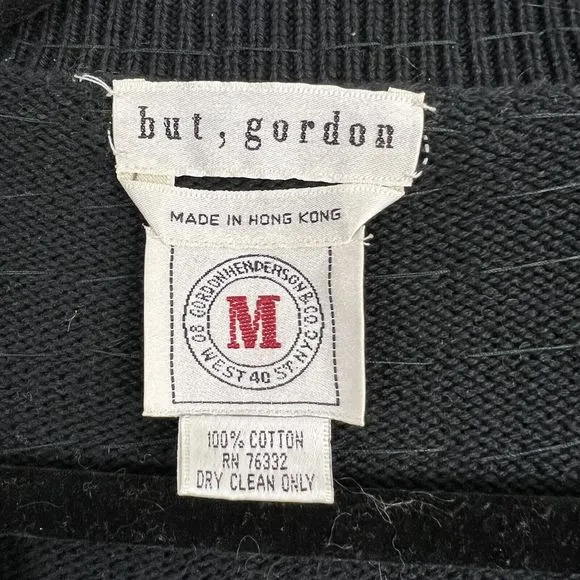 but, gordon
MADE IN HONG KONG
GORDONHENDERSON&CO.
M
80 WEST 40 ST. NYC
100% COTTON
RN 76332
DRY CLEAN ONLY